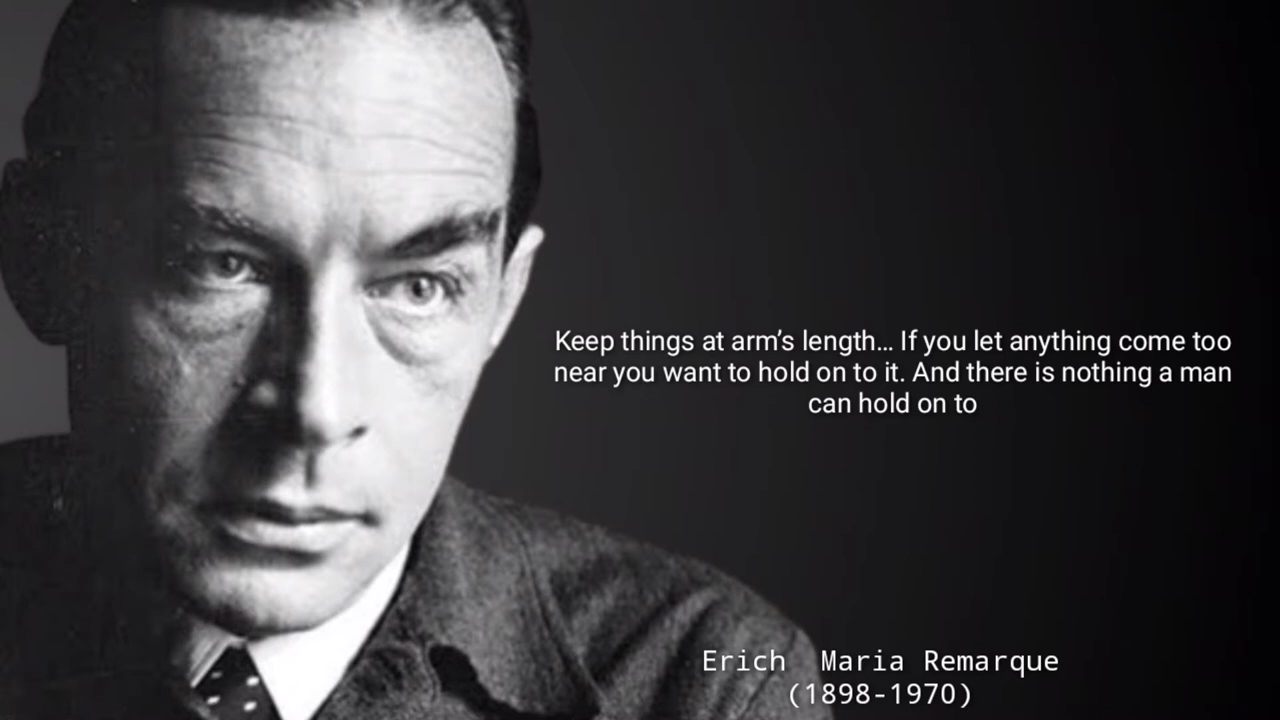 Keep things at arm’s length… If you let anything come too
near you want to hold on to it. And there is nothing a man
can hold on to
Erich Maria Remarque
(1898-1970)